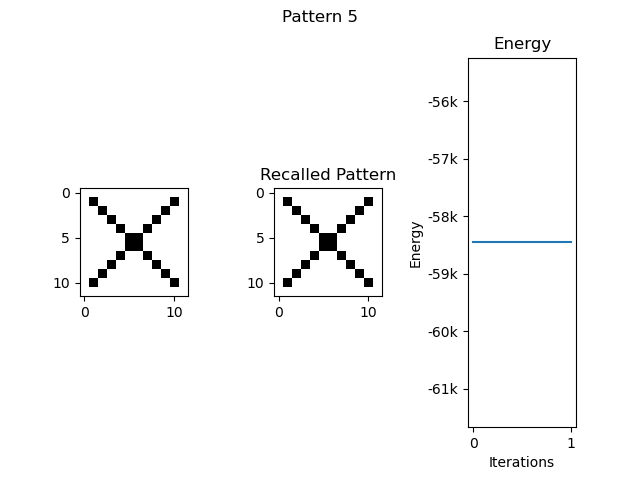 Pattern 5
0
5
10
0
10
Recalled Pattern
0
5
10
0
10
Energy
Energy
-56k
-57k
-58k
-59k
-60k
-61k
0
1
Iterations